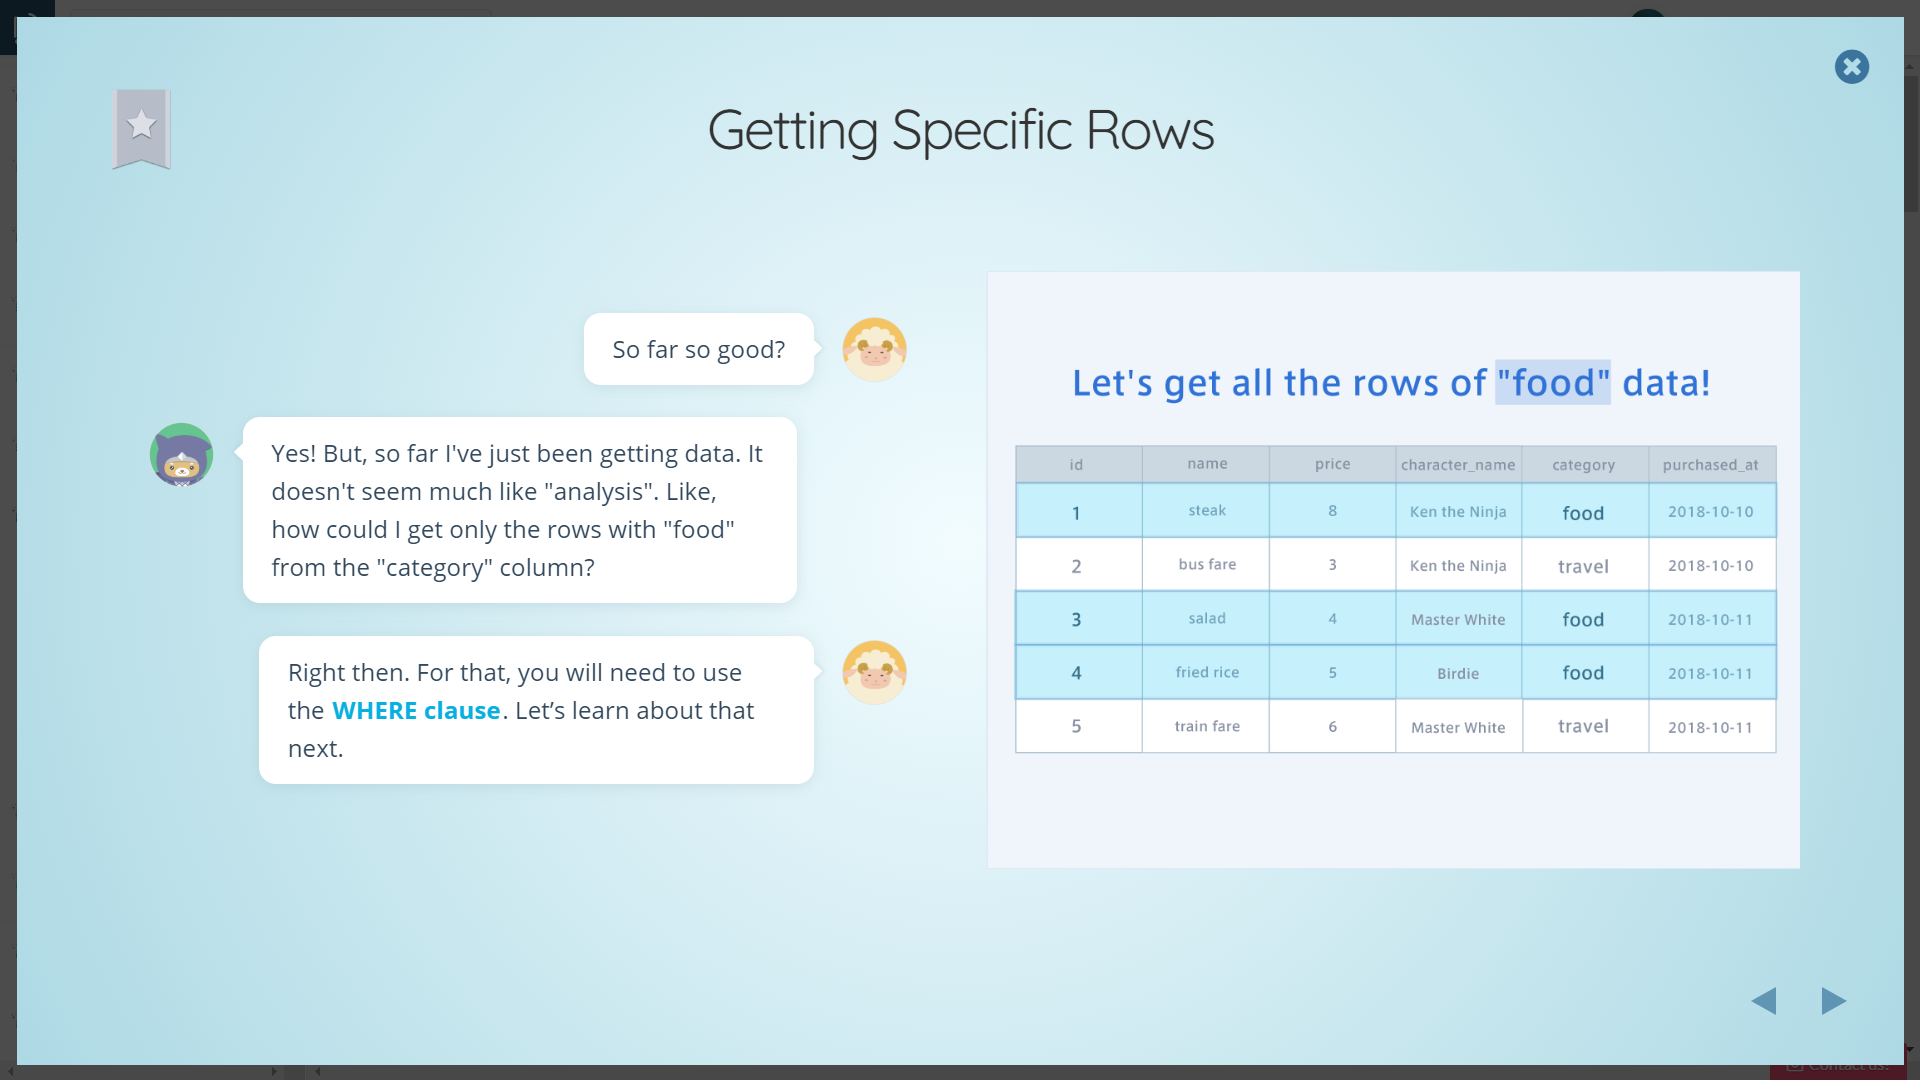 Getting Specific Rows
So far so good?
Yes! But, so far I've just been getting data. It
doesn't seem much like "analysis". Like,
how could I get only the rows with "food"
from the "category" column?
Right then. For that, you will need to use
the WHERE clause. Let’s learn about that
next.
Let's get all the rows of "food" data!
id name price character_name category purchased_at
1 steak 8 Ken the Ninja food 2018-10-10
2 bus fare 3 Ken the Ninja travel 2018-10-10
3 salad 4 Master White food 2018-10-11
4 fried rice 5 Birdie food 2018-10-11
5 train fare 6 Master White travel 2018-10-11
Contact us!